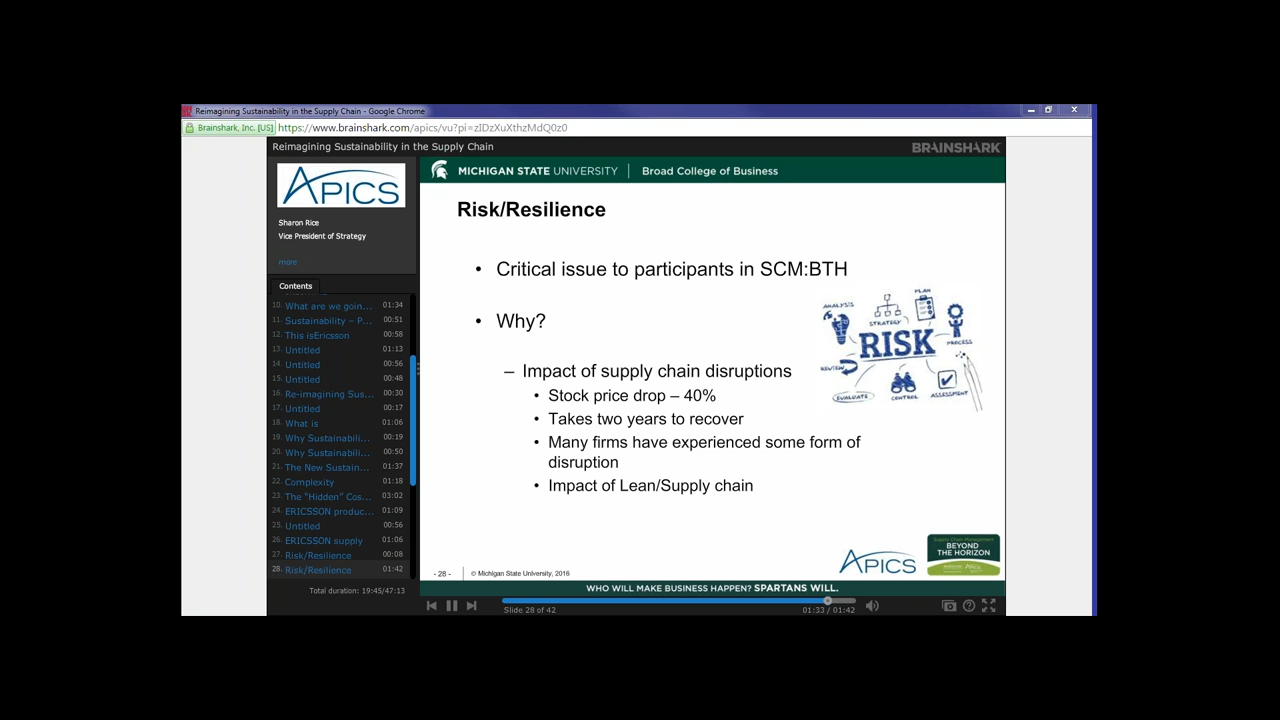 Reimagining Sustainability in the Supply Chain - Google Chrome
Brainshark, Inc. [US] https://www.brainshark.com/apics/vu?pi=zIDzXuXthzMdQ0z0
Reimagining Sustainability in the Supply Chain
BRAINSHARK
APICS
Sharon Rice
Vice President of Strategy
more
Contents
10. What are we goin... 01:34
11. Sustainability – P... 00:51
12. This isEricsson 00:58
13. Untitled 01:13
14. Untitled 00:56
15. Untitled 00:48
16. Re-imagining Sus... 00:30
17. Untitled 00:17
18. What is 01:06
19. Why Sustainabili... 00:19
20. Why Sustainabili... 00:50
21. The New Sustain... 01:37
22. Complexity 01:18
23. The "Hidden" Cos... 03:02
24. ERICSSON produc... 01:09
25. Untitled 00:56
26. ERICSSON supply 01:06
27. Risk/Resilience 00:08
28. Risk/Resilience 01:42
Total duration: 19:45/47:13
MICHIGAN STATE UNIVERSITY | Broad College of Business
Risk/Resilience
• Critical issue to participants in SCM:BTH
• Why?
– Impact of supply chain disruptions
• Stock price drop – 40%
• Takes two years to recover
• Many firms have experienced some form of
disruption
• Impact of Lean/Supply chain
PLAN
ANALYSIS
STRATEGY
RISK
PROCESS
REVIEW
EVALUATE
CONTROL
ASSESSMENT
APICS
Supply Chain Management
BEYOND
THE HORIZON
- 28 - | © Michigan State University, 2016
WHO WILL MAKE BUSINESS HAPPEN? SPARTANS WILL.
Slide 28 of 42
01:33 / 01:42